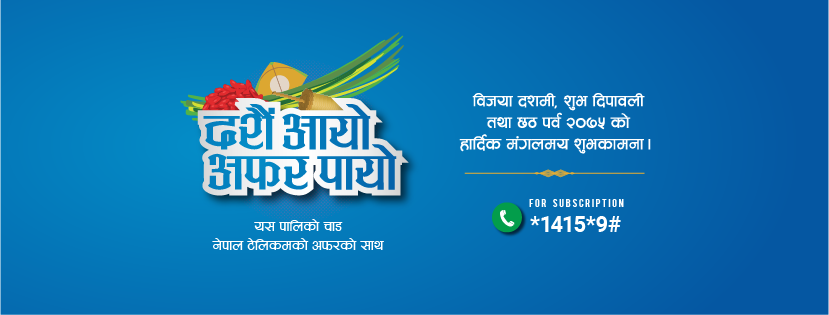 दशैं आयो
अफर पायो
यस पालिको चाड
नेपाल टेलिकमको अफरको साथ
विजया दशमी, शुभ दिपावली
तथा छठ पर्व २०७५ को
हार्दिक मंगलमय शुभकामना।
FOR SUBSCRIPTION
*1415*9#